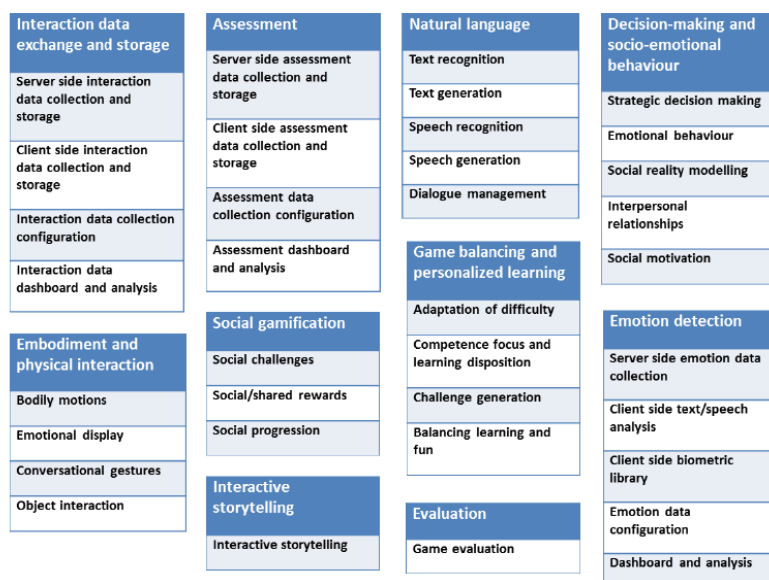 Interaction data
exchange and storage
Server side interaction
data collection and
storage
Client side interaction
data collection and
storage
Interaction data collection
configuration
Interaction data
dashboard and analysis
Embodiment and
physical interaction
Bodily motions
Emotional display
Conversational gestures
Object interaction
Assessment
Server side assessment
data collection and
storage
Client side assessment
data collection and
storage
Assessment data
collection configuration
Assessment dashboard
and analysis
Social gamification
Social challenges
Social/shared rewards
Social progression
Interactive
storytelling
Interactive storytelling
Natural language
Text recognition
Text generation
Speech recognition
Speech generation
Dialogue management
Game balancing and
personalized learning
Adaptation of difficulty
Competence focus and
learning disposition
Challenge generation
Balancing learning and
fun
Evaluation
Game evaluation
Decision-making and
socio-emotional
behaviour
Strategic decision making
Emotional behaviour
Social reality modelling
Interpersonal
relationships
Social motivation
Emotion detection
Server side emotion data
collection
Client side text/speech
analysis
Client side biometric
library
Emotion data
configuration
Dashboard and analysis